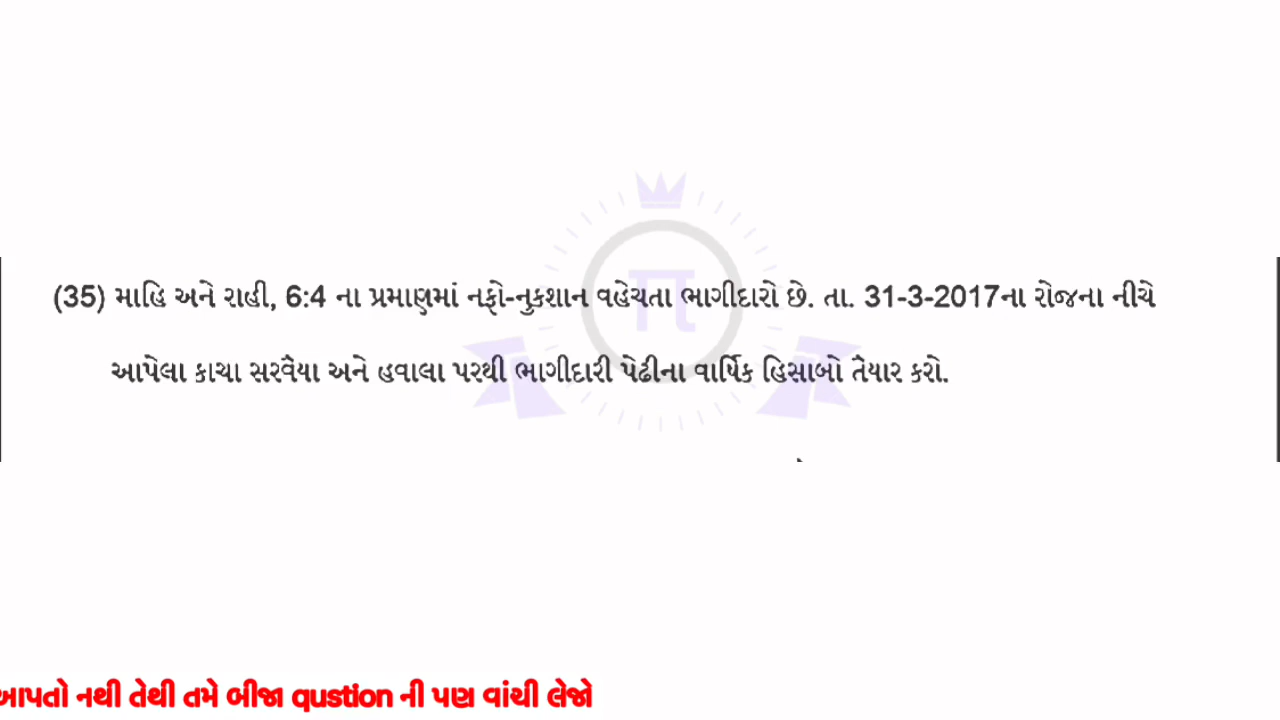 (35) માહિ અને રાહી, 6:4 ના પ્રમાણમાં નફો-નુકશાન વહેચતા ભાગીદારો છે. તા. 31-3-2017ના રોજના નીચે
આપેલા કાચા સરવૈયા અને હવાલા પરથી ભાગીદારી પેઢીના વાર્ષિક હિસાબો તૈયાર કરો.
આપતો નથી તેથી તમે બીજા qustion ની પણ વાંચી લેજો